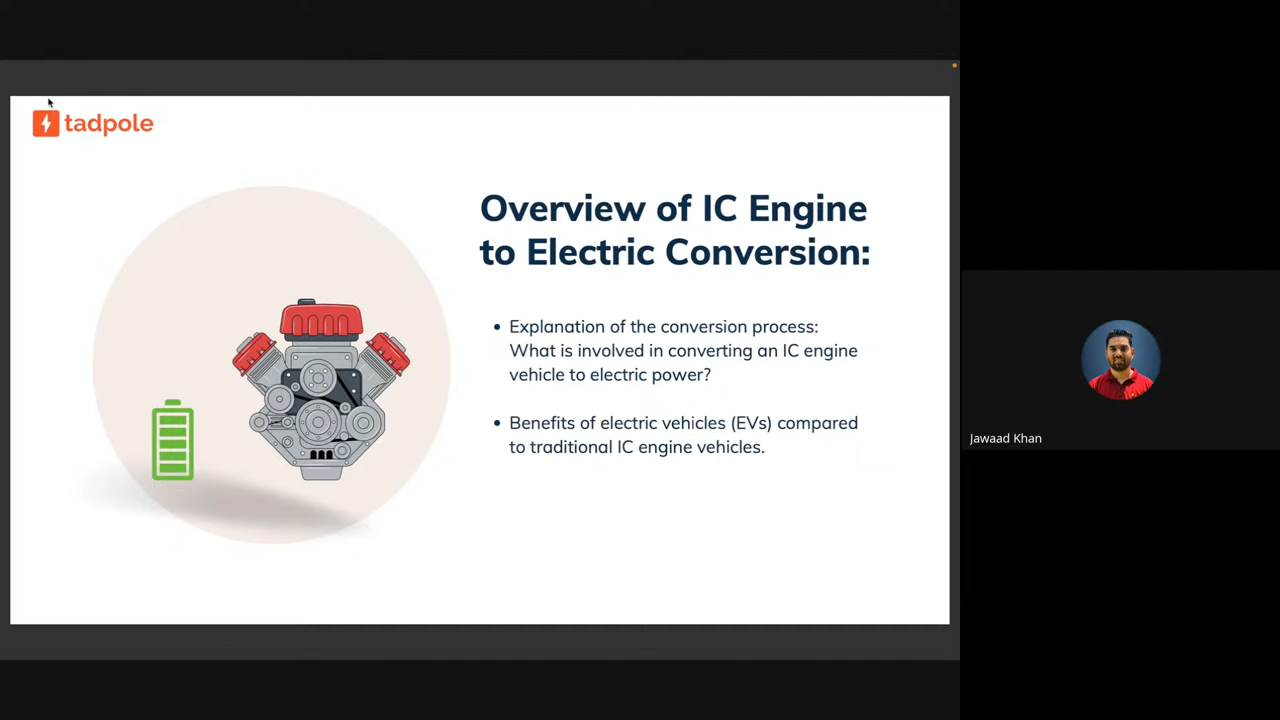 tadpole
Overview of IC Engine
to Electric Conversion:
• Explanation of the conversion process:
What is involved in converting an IC engine
vehicle to electric power?
• Benefits of electric vehicles (EVs) compared
to traditional IC engine vehicles.
Jawaad Khan